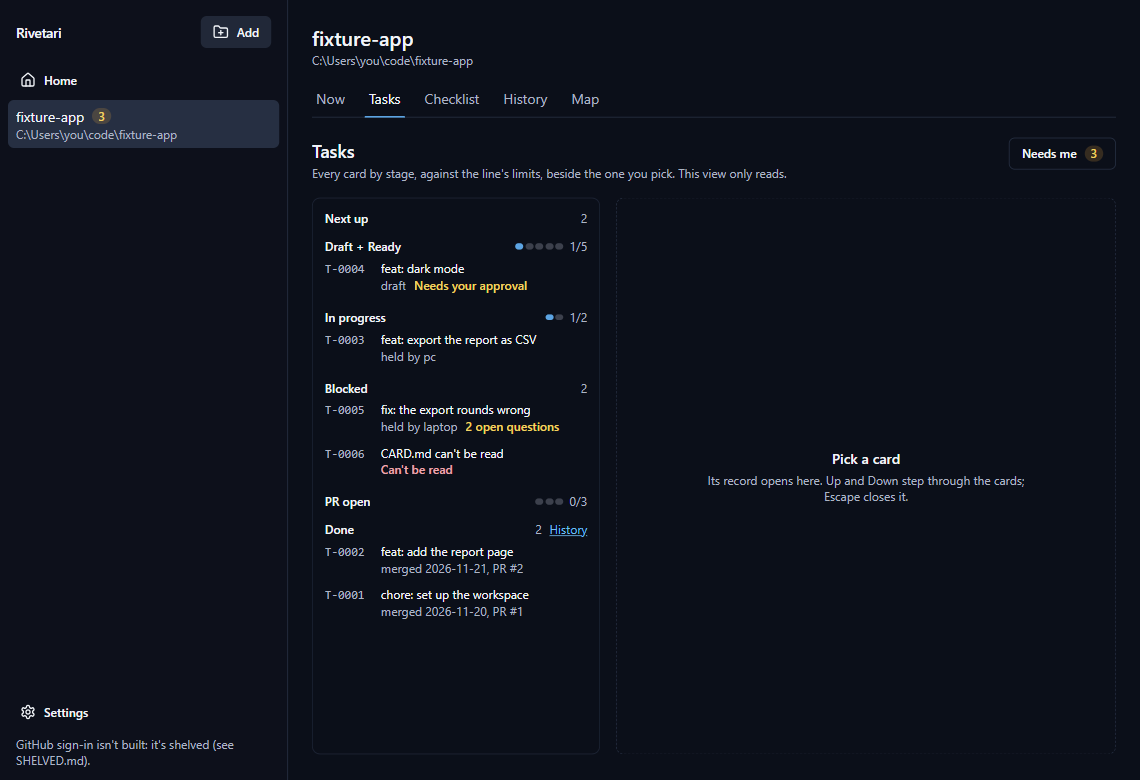 Rivetari
Add
Home
fixture-app 3
C:\Users\you\code\fixture-app
Settings
GitHub sign-in isn't built: it's shelved (see
SHELVED.md).
fixture-app
C:\Users\you\code\fixture-app
Now Tasks Checklist History Map
Tasks
Every card by stage, against the line's limits, beside the one you pick. This view only reads.
Needs me 3
Next up 2
Draft + Ready 1/5
T-0004 feat: dark mode
draft Needs your approval
In progress 1/2
T-0003 feat: export the report as CSV
held by pc
Blocked 2
T-0005 fix: the export rounds wrong
held by laptop 2 open questions
T-0006 CARD.md can't be read
Can't be read
PR open 0/3
Done 2 History
T-0002 feat: add the report page
merged 2026-11-21, PR #2
T-0001 chore: set up the workspace
merged 2026-11-20, PR #1
Pick a card
Its record opens here. Up and Down step through the cards;
Escape closes it.